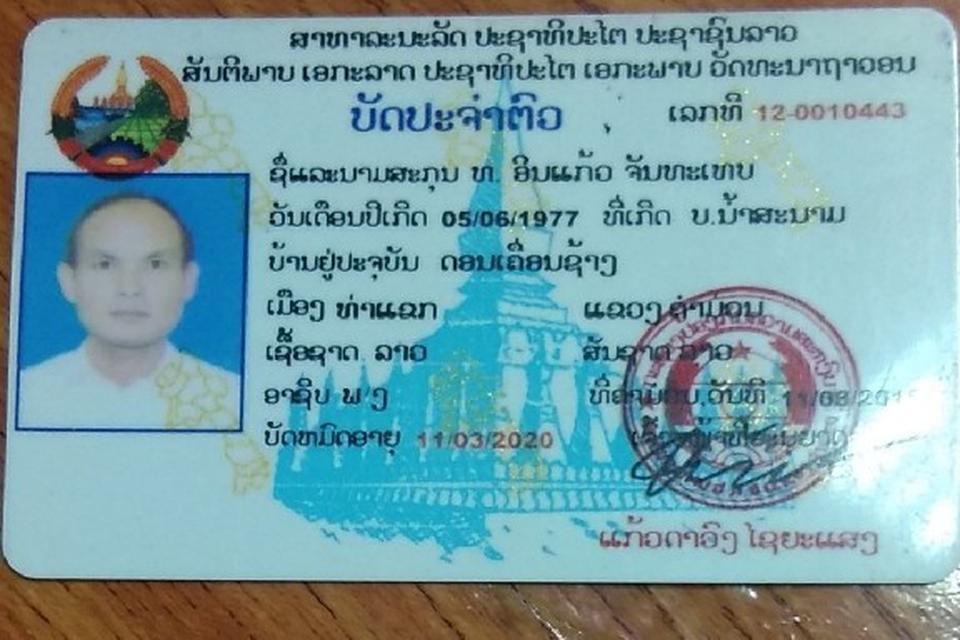 ສາທາລະນະລັດ ປະຊາທິປະໄຕ ປະຊາຊົນລາວ
ສັນຕິພາບ ເອກະລາດ ປະຊາທິປະໄຕ ເອກະພາບ ວັດທະນາຖາວອນ
ບັດປະຈຳຕົວ ເລກທີ 12-0010443
ຊື່ແລະນາມສະກຸນ ທ. ອິນແກ້ວ ຈັນທະເທບ
ວັນເດືອນປີເກີດ 05/06/1977 ທີ່ເກີດ ບ.ນ້ຳສະນາມ
ບ້ານຢູ່ປະຈຸບັນ ດອນເຄື່ອນຊ້າງ
ເມືອງ ທ່າແຂກ ແຂວງ ຄຳມ່ວນ
ເຊື້ອຊາດ ລາວ ສັນຊາດ ລາວ
ອາຊີບ ພ ງ ທີ່ຄຳມ່ວນ, ວັນທີ 11/03/201
ບັດຫມົດອາຍຸ 11/03/2020
ແກ້ວດາວົງ ໄຊຍະແສງ